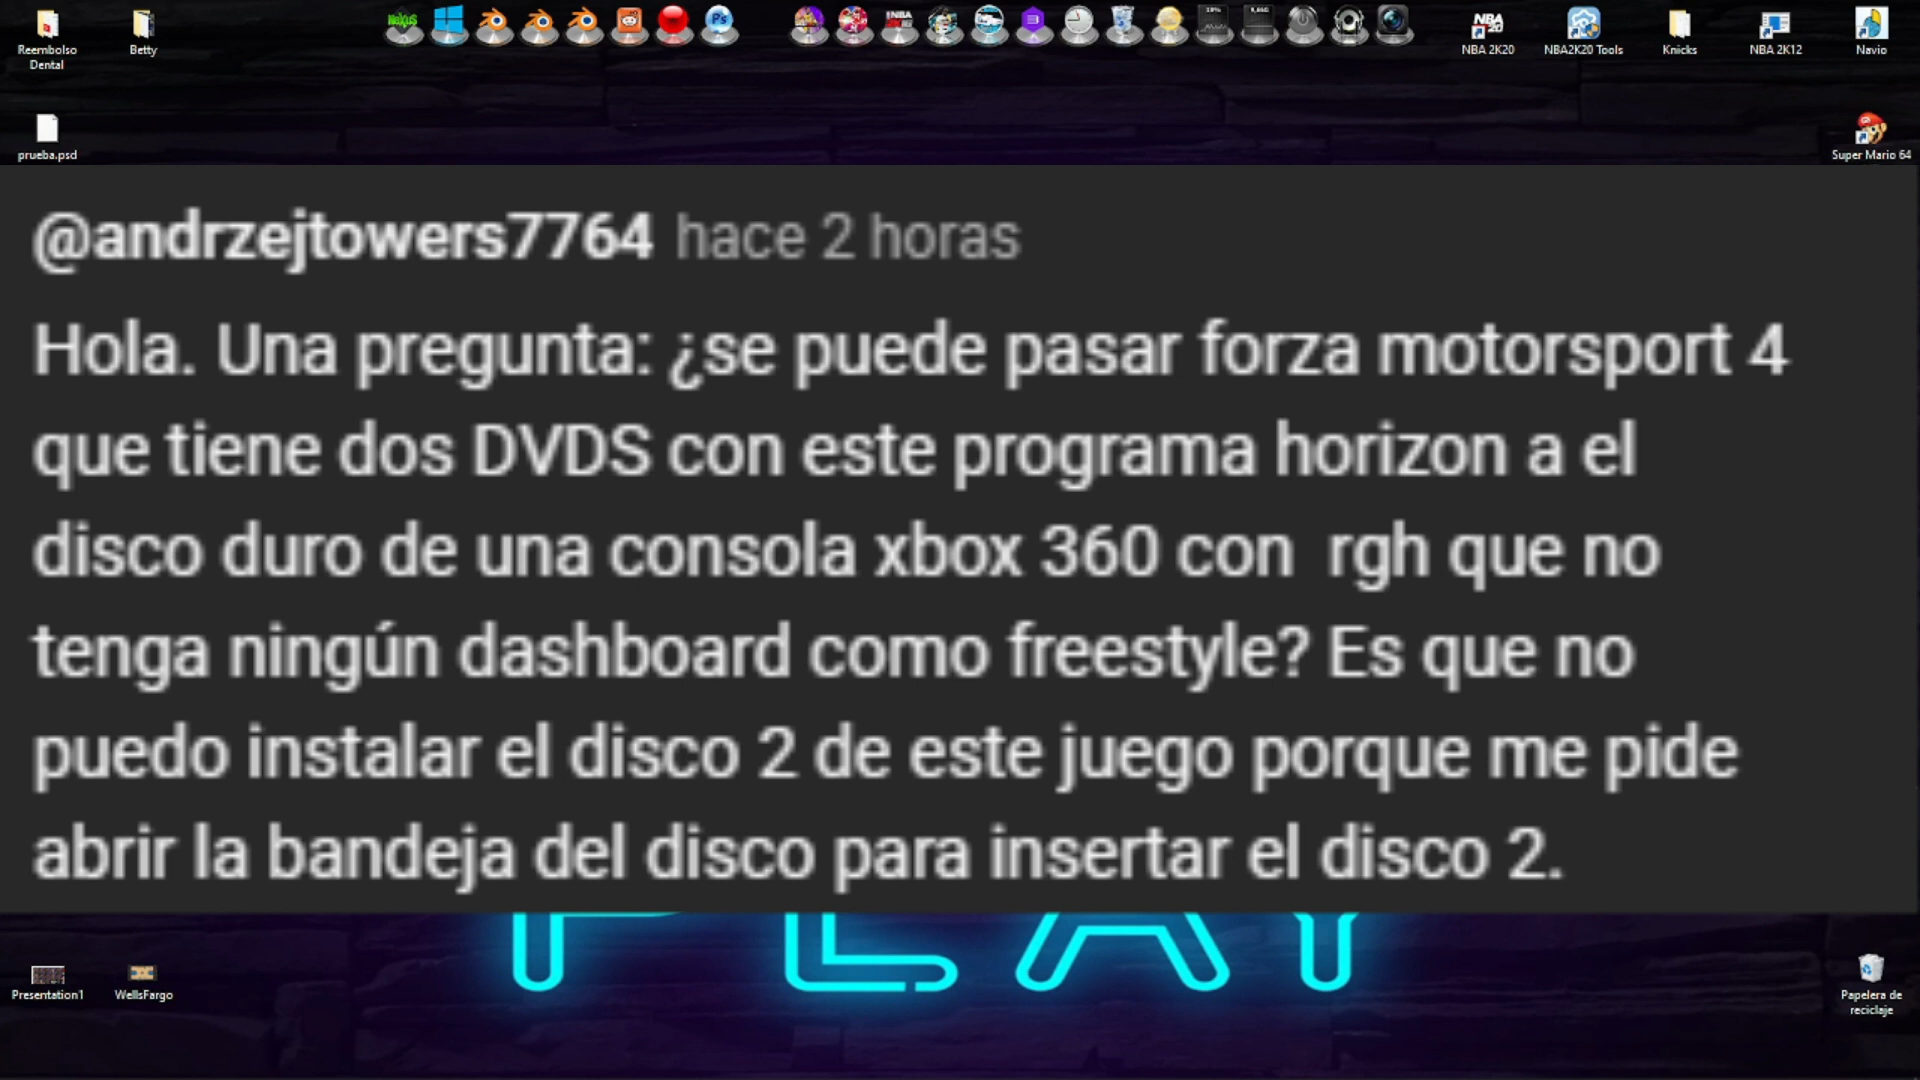 Reembolso
Dental
Betty
NBA 2K20
NBA2K20 Tools
Knicks
NBA 2K12
Navio
prueba.psd
Super Mario 64
@andrzejtowers7764 hace 2 horas
Hola. Una pregunta: ¿se puede pasar forza motorsport 4
que tiene dos DVDS con este programa horizon a el
disco duro de una consola xbox 360 con rgh que no
tenga ningún dashboard como freestyle? Es que no
puedo instalar el disco 2 de este juego porque me pide
abrir la bandeja del disco para insertar el disco 2.
PLAY
Presentation1
WellsFargo
Papelera de
reciclaje